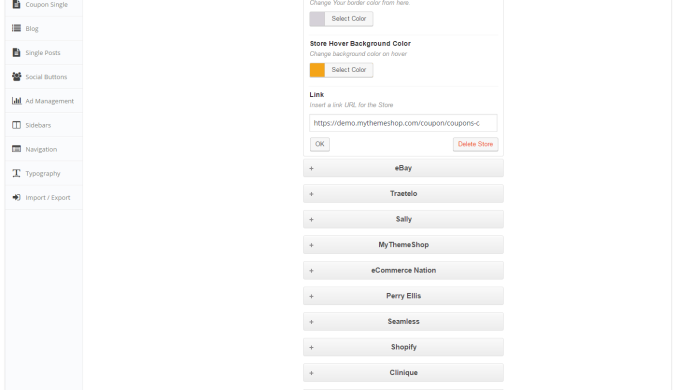 Coupon Single
Blog
Single Posts
Social Buttons
Ad Management
Sidebars
Navigation
Typography
Import / Export
Change Your border color from here.
Select Color
Store Hover Background Color
Change background color on hover
Select Color
Link
Insert a link URL for the Store
https://demo.mythemeshop.com/coupon/coupons-c
OK
Delete Store
+ eBay
+ Traetelo
+ Sally
+ MyThemeShop
+ eCommerce Nation
+ Perry Ellis
+ Seamless
+ Shopify
+ Clinique